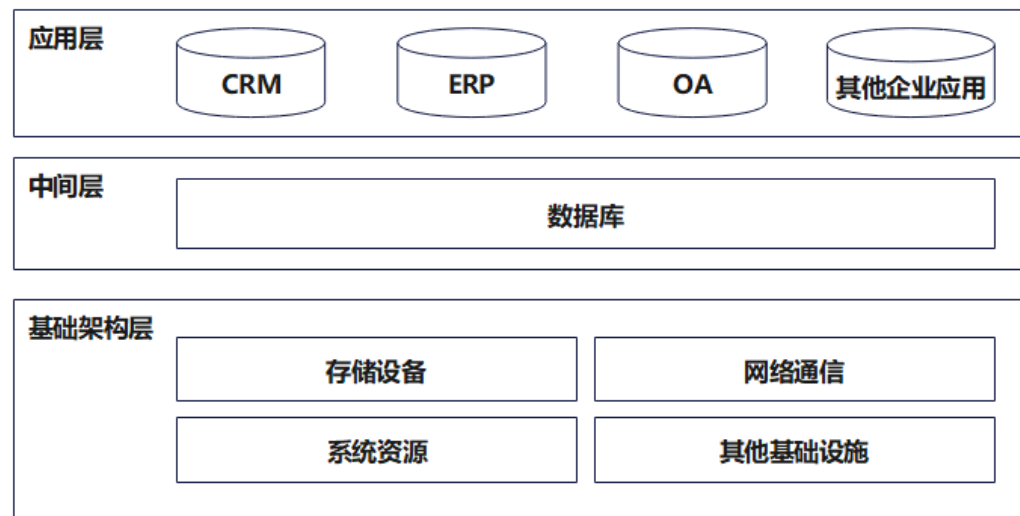 应用层
CRM
ERP
OA
其他企业应用
中间层
数据库
基础架构层
存储设备
网络通信
系统资源
其他基础设施